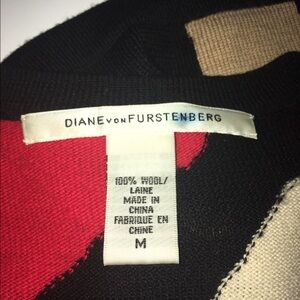 DIANE VON FURSTENBERG
100% WOOL/
LAINE
MADE IN
CHINA
FABRIQUE EN
CHINE
M